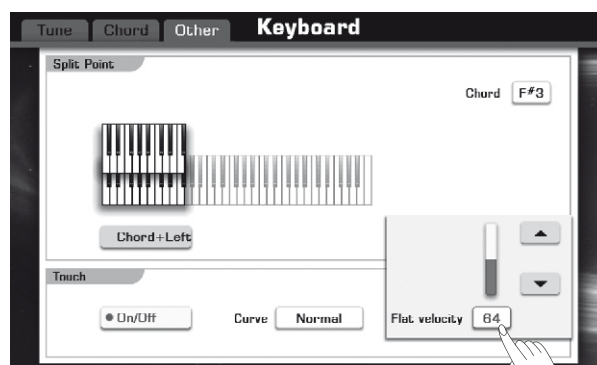 Tune Chord Other Keyboard
Split Point
Chord F#3
Chord+Left
Touch
On/Off Curve Normal Flat velocity 64